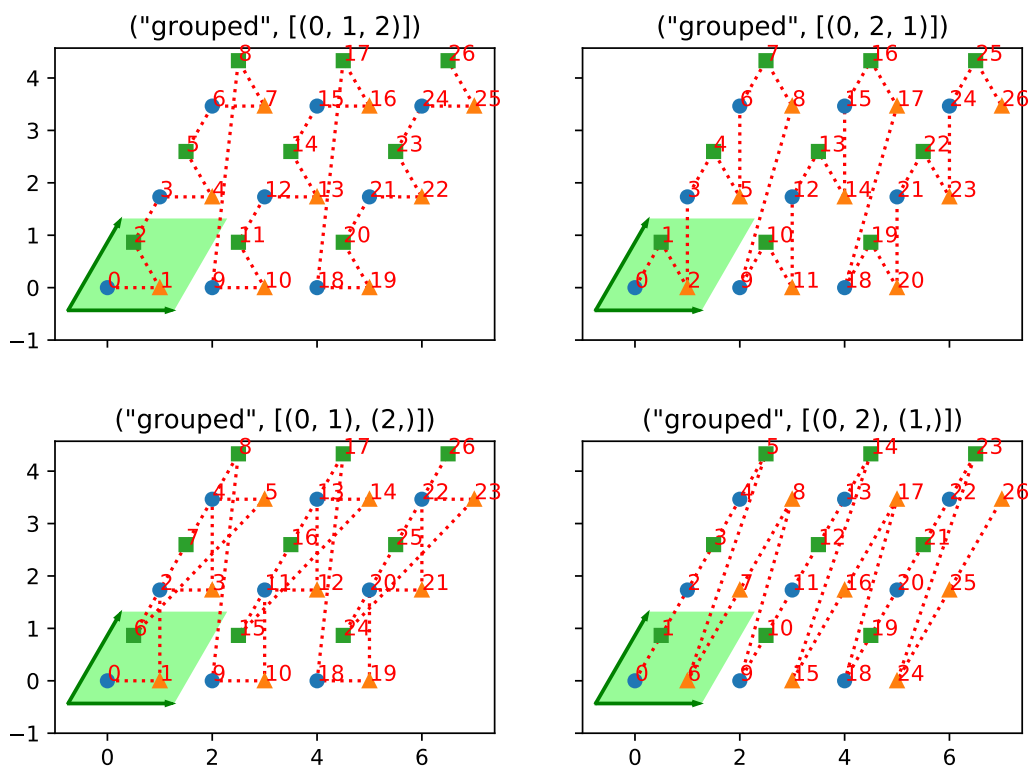 ("grouped", [(0, 1, 2)])
8 17 26
4
6 7 15 16 24 25
3
5 14 23
2
3 4 12 13 21 22
1
2 11 20
0
0 1 9 10 18 19
−1
("grouped", [(0, 2, 1)])
7 16 25
6 8 15 17 24 26
4 13 22
3 5 12 14 21 23
1 10 19
0 2 9 11 18 20
("grouped", [(0, 1), (2,)])
8 17 26
4
4 5 13 14 22 23
3
7 16 25
2
2 3 11 12 20 21
1
6 15 24
0
0 1 9 10 18 19
−1
0 2 4 6
("grouped", [(0, 2), (1,)])
5 14 23
4 8 13 17 22 26
3 12 21
2 7 11 16 20 25
1 10 19
0 6 9 15 18 24
0 2 4 6